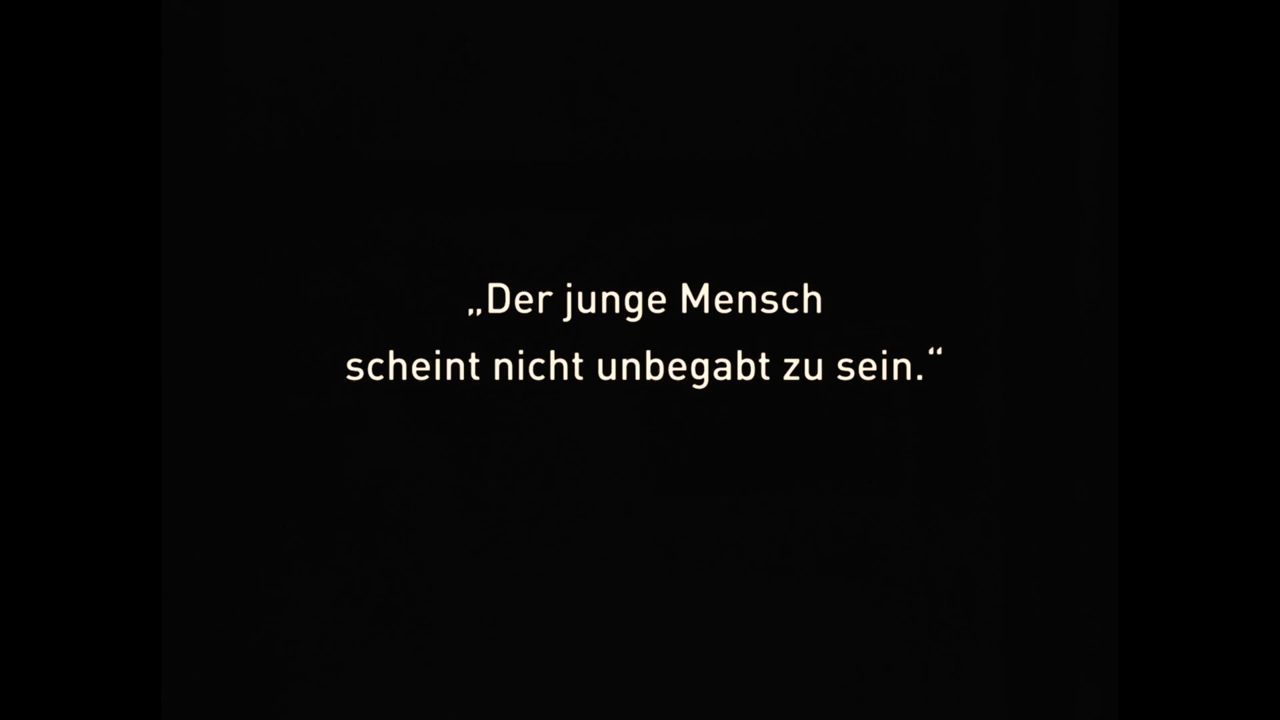 „Der junge Mensch
scheint nicht unbegabt zu sein.“